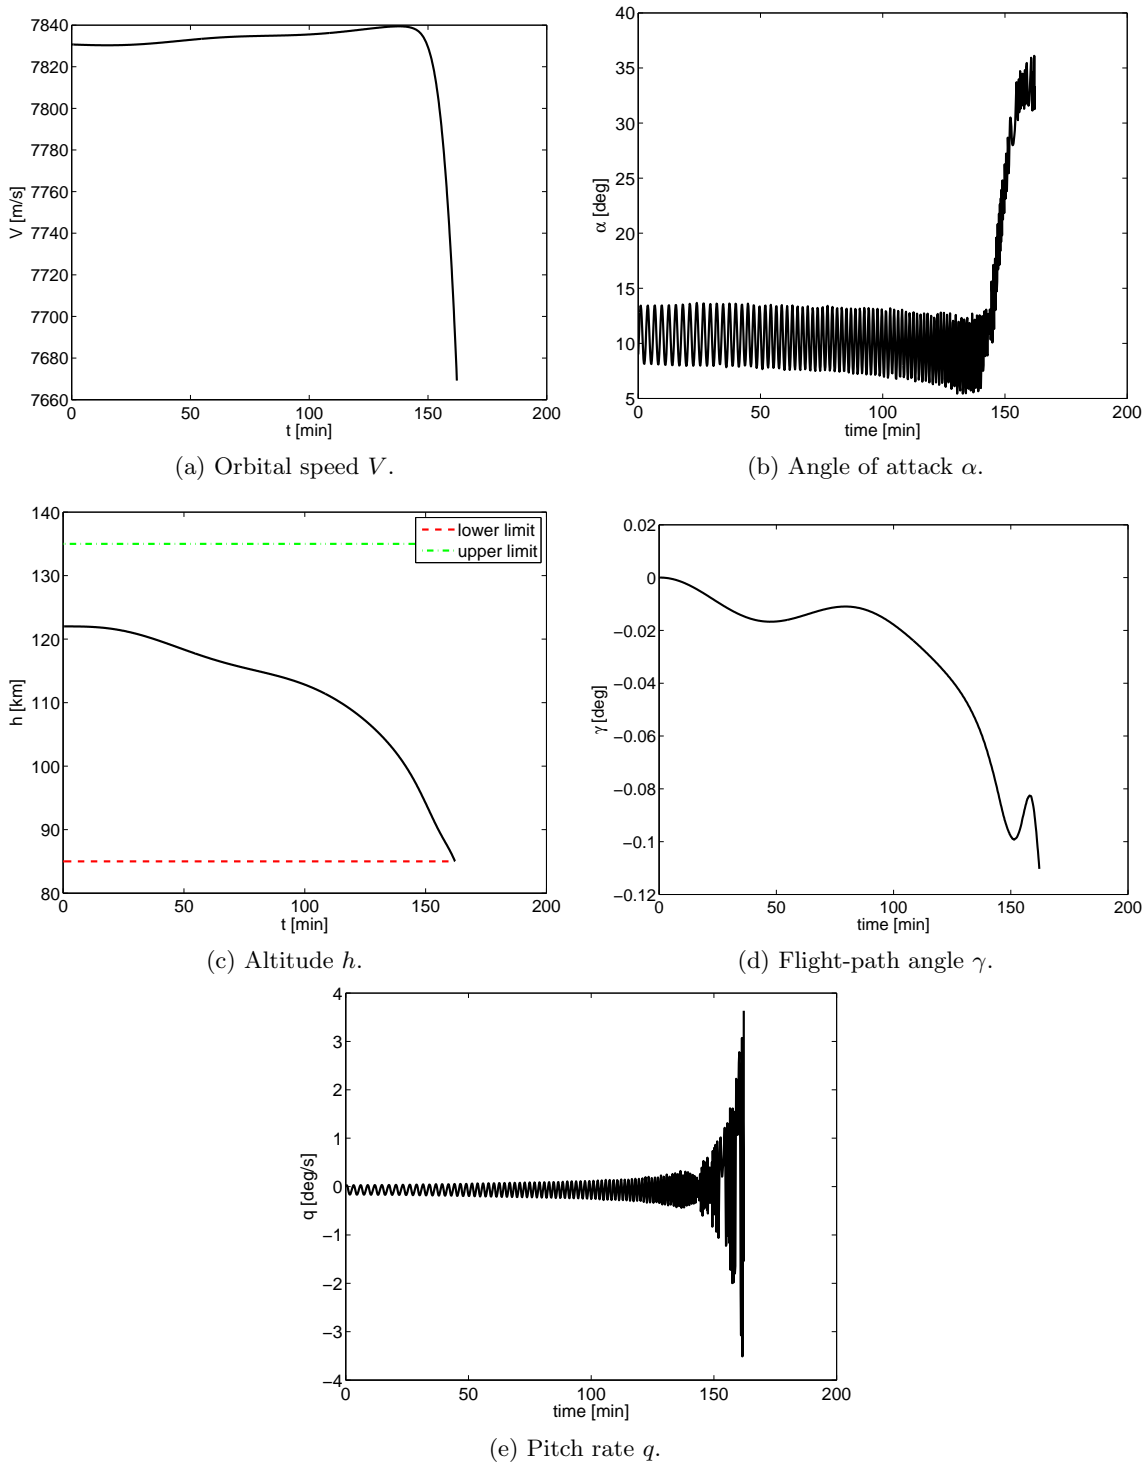 7840
7820
7800
7780
7760
7740
7720
7700
7680
7660
V [m/s]
0 50 100 150 200
t [min]
(a) Orbital speed V.
40
35
30
25
20
15
10
5
α [deg]
0 50 100 150 200
time [min]
(b) Angle of attack α.
140
130
120
110
100
90
80
h [km]
lower limit
upper limit
0 50 100 150 200
t [min]
(c) Altitude h.
0.02
0
−0.02
−0.04
−0.06
−0.08
−0.1
−0.12
γ [deg]
0 50 100 150 200
time [min]
(d) Flight-path angle γ.
4
3
2
1
0
−1
−2
−3
−4
q [deg/s]
0 50 100 150 200
time [min]
(e) Pitch rate q.